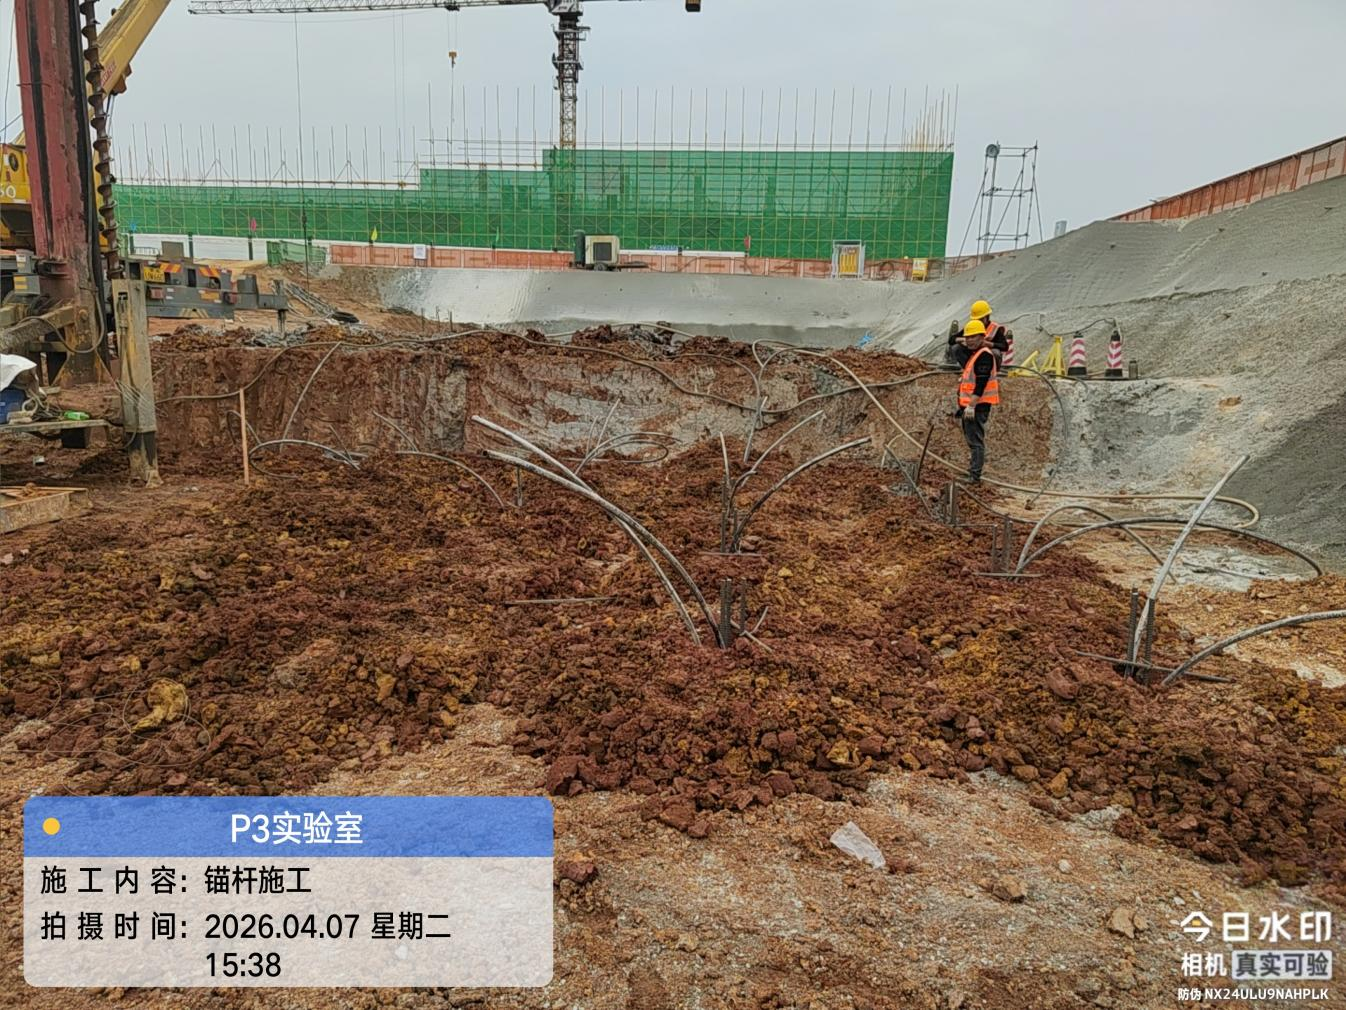 P3实验室
施工内容: 锚杆施工
拍摄时间: 2026.04.07 星期二
15:38
今日水印
相机 真实可验
防伪 NX24ULU9NAHPLK